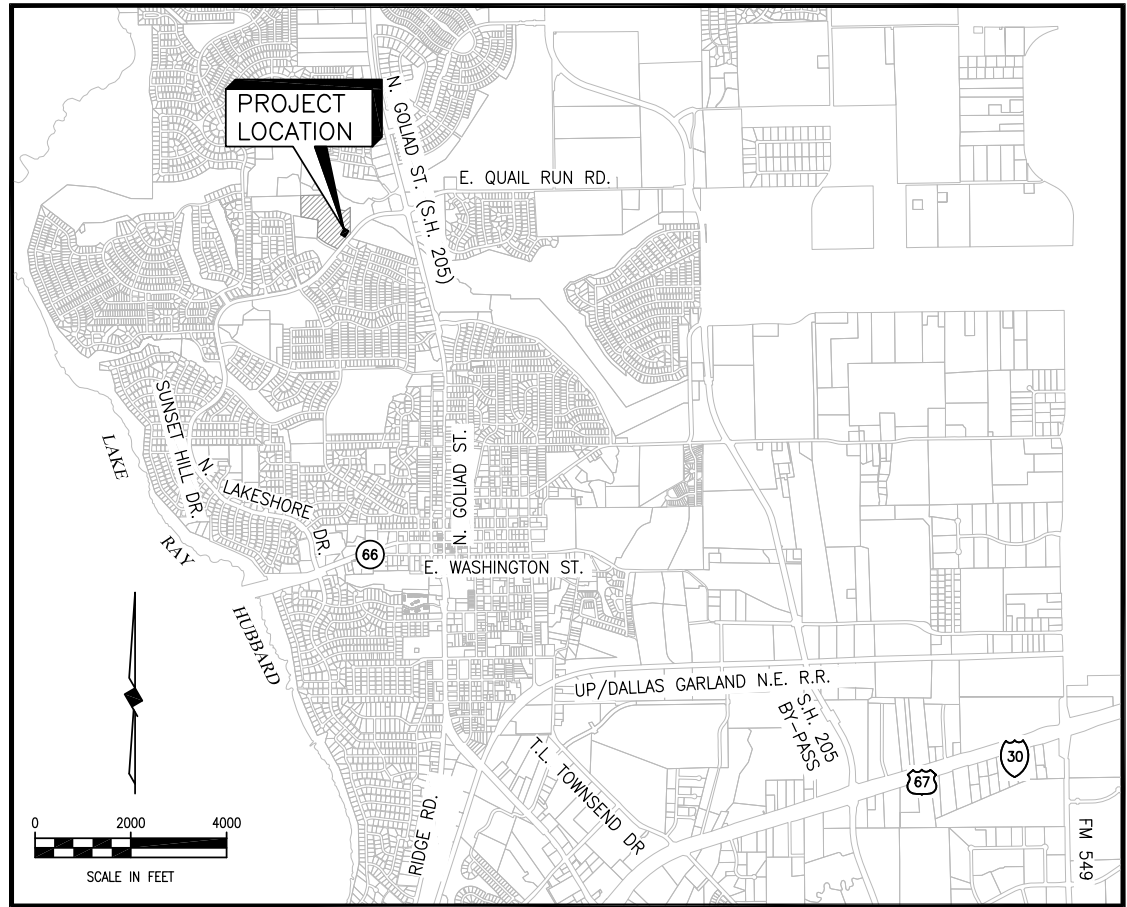 PROJECT
LOCATION
N. GOLIAD ST. (S.H. 205)
E. QUAIL RUN RD.
SUNSET HILL DR.
LAKE
RAY
HUBBARD
N. LAKESHORE DR.
N. GOLIAD ST.
66
E. WASHINGTON ST.
UP/DALLAS GARLAND N.E. R.R.
S.H. 205
BY-PASS
T.L. TOWNSEND DR
RIDGE RD.
67
30
FM 549
0 2000 4000
SCALE IN FEET